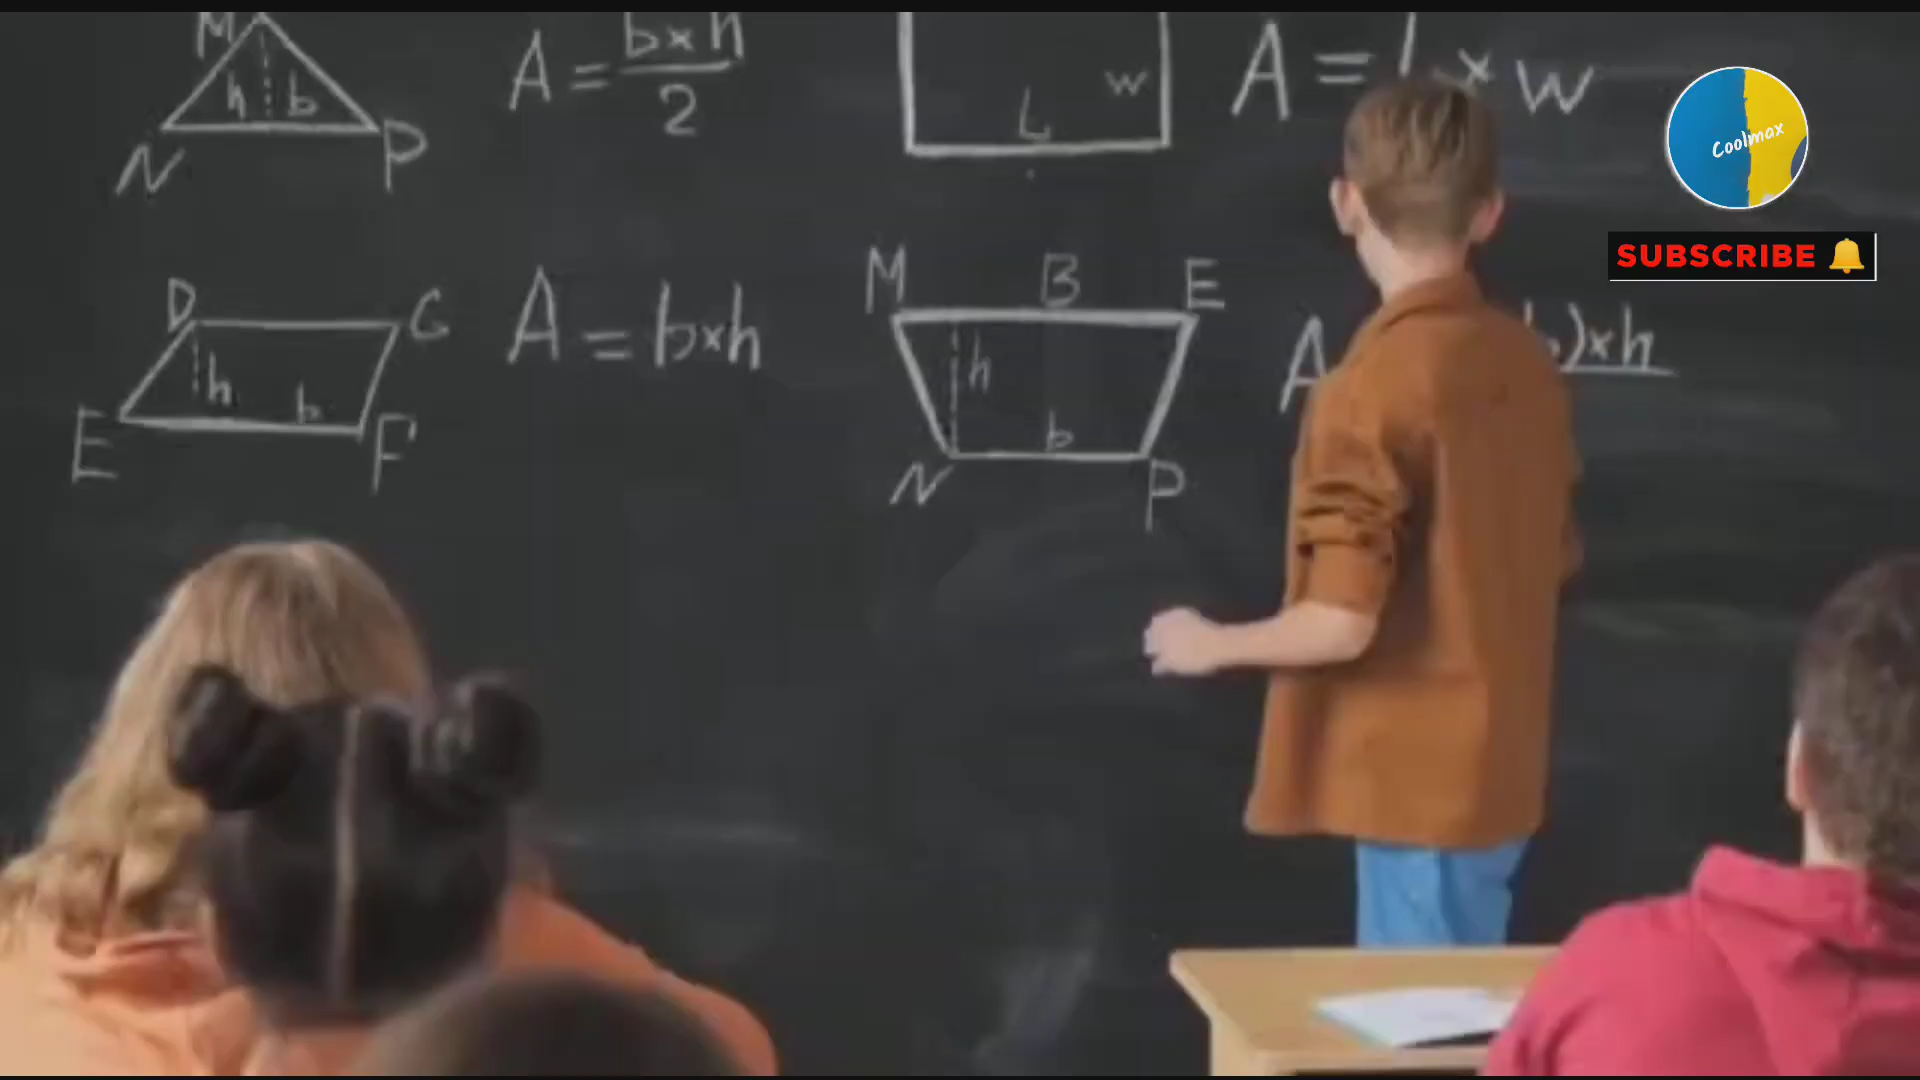 M
h b
N P
A = b×h
2
L w
A = l × w
D G
h b
E F
A = b×h
M B E
h
b
N P
A
)×h
Coolmax
SUBSCRIBE